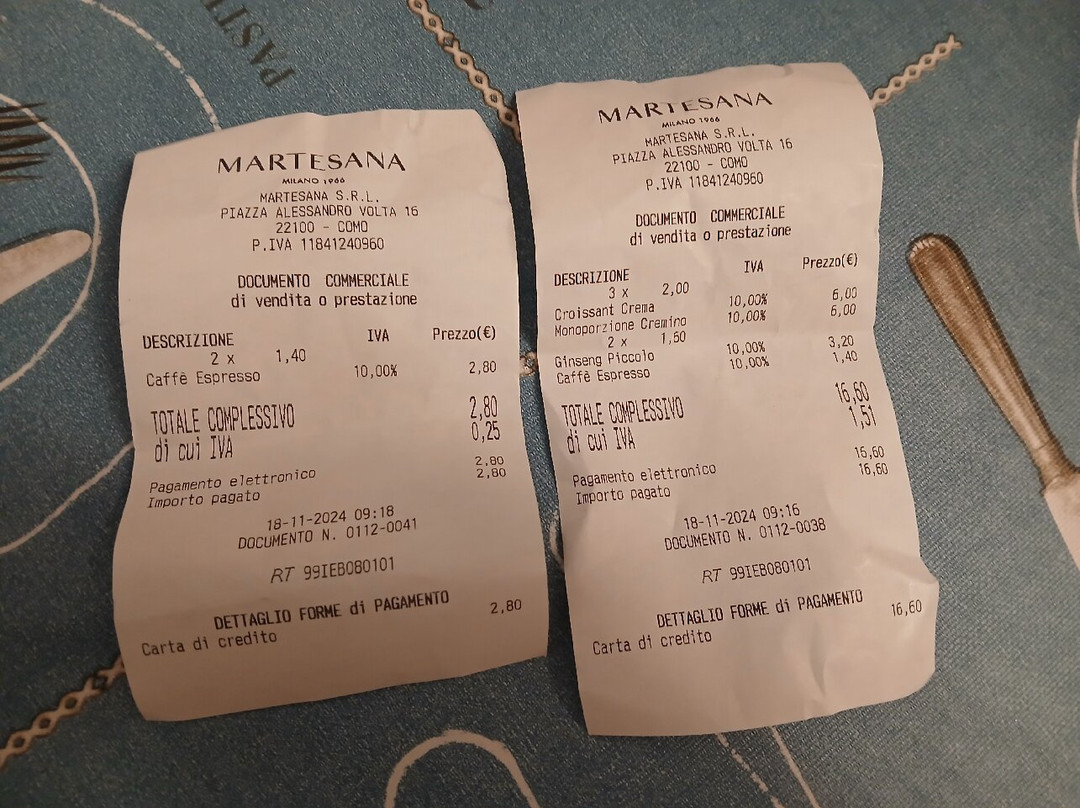 PASTI
MARTESANA
MILANO 1966
MARTESANA S.R.L.
PIAZZA ALESSANDRO VOLTA 16
22100 - COMO
P.IVA 11841240960
DOCUMENTO COMMERCIALE
di vendita o prestazione
DESCRIZIONE IVA Prezzo(€)
2 x 1,40
Caffè Espresso 10,00% 2,80
TOTALE COMPLESSIVO 2,80
di cui IVA 0,25
Pagamento elettronico 2,80
Importo pagato 2,80
18-11-2024 09:18
DOCUMENTO N. 0112-0041
RT 99IEB080101
DETTAGLIO FORME di PAGAMENTO
Carta di credito 2,80
MARTESANA
MILANO 1966
MARTESANA S.R.L.
PIAZZA ALESSANDRO VOLTA 16
22100 - COMO
P.IVA 11841240960
DOCUMENTO COMMERCIALE
di vendita o prestazione
DESCRIZIONE IVA Prezzo(€)
3 x 2,00
Croissant Crema 10,00% 6,00
Monoporzione Cremino 10,00% 6,00
2 x 1,60
Ginseng Piccolo 10,00% 3,20
Caffè Espresso 10,00% 1,40
TOTALE COMPLESSIVO 16,60
di cui IVA 1,51
Pagamento elettronico 16,60
Importo pagato 16,60
18-11-2024 09:16
DOCUMENTO N. 0112-0038
RT 99IEB080101
DETTAGLIO FORME di PAGAMENTO
Carta di credito 16,60